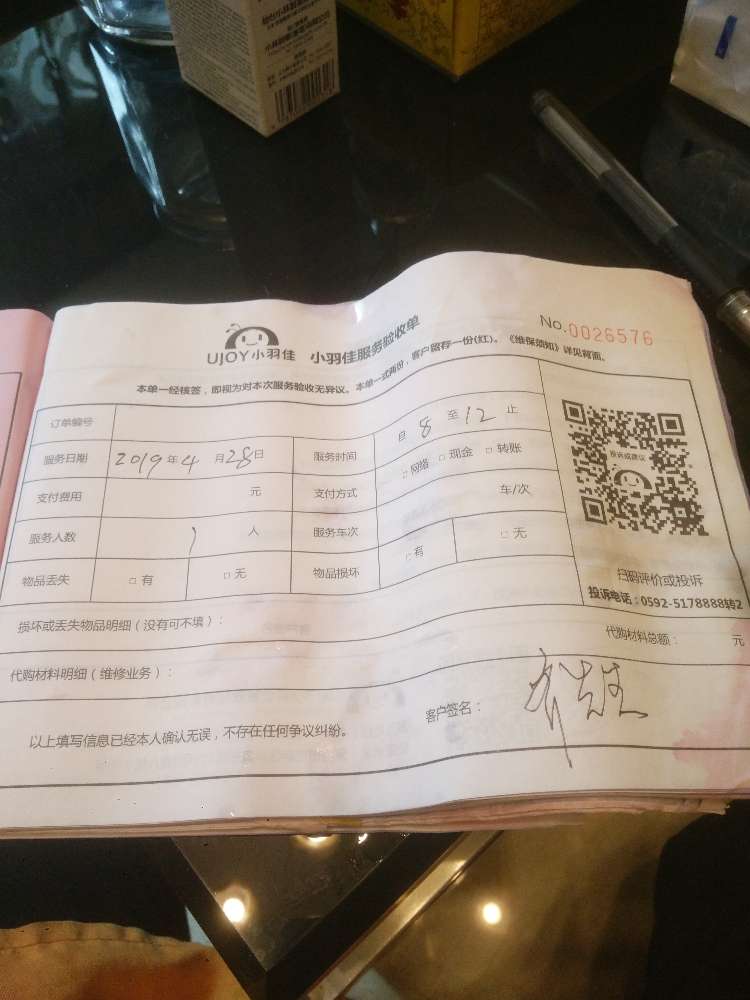 No.0026576
UJOY小羽佳 小羽佳服务验收单
本单一经核签，即视为对本次服务验收无异议。本单一式两份，客户留存一份(红)。《维保须知》详见背面。
订单编号
服务日期 2019年4月28日 服务时间 自8至12止
支付费用 元 支付方式 □网络 □现金 □转账
服务人数 1人 服务车次 车/次
物品丢失 □有 □无 物品损坏 □有 □无
投诉或建议
扫码评价或投诉
投诉电话：0592-5178888转2
损坏或丢失物品明细（没有可不填）：
代购材料明细（维修业务）： 代购材料总额： 元
以上填写信息已经本人确认无误，不存在任何争议纠纷。 客户签名： 先生